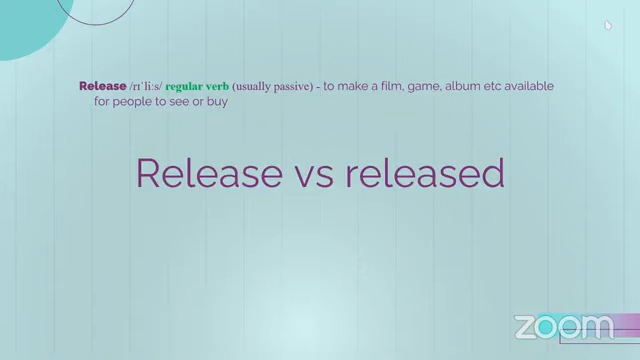 Release /rɪˈliːs/ regular verb (usually passive) - to make a film, game, album etc available
for people to see or buy
Release vs released
zoom